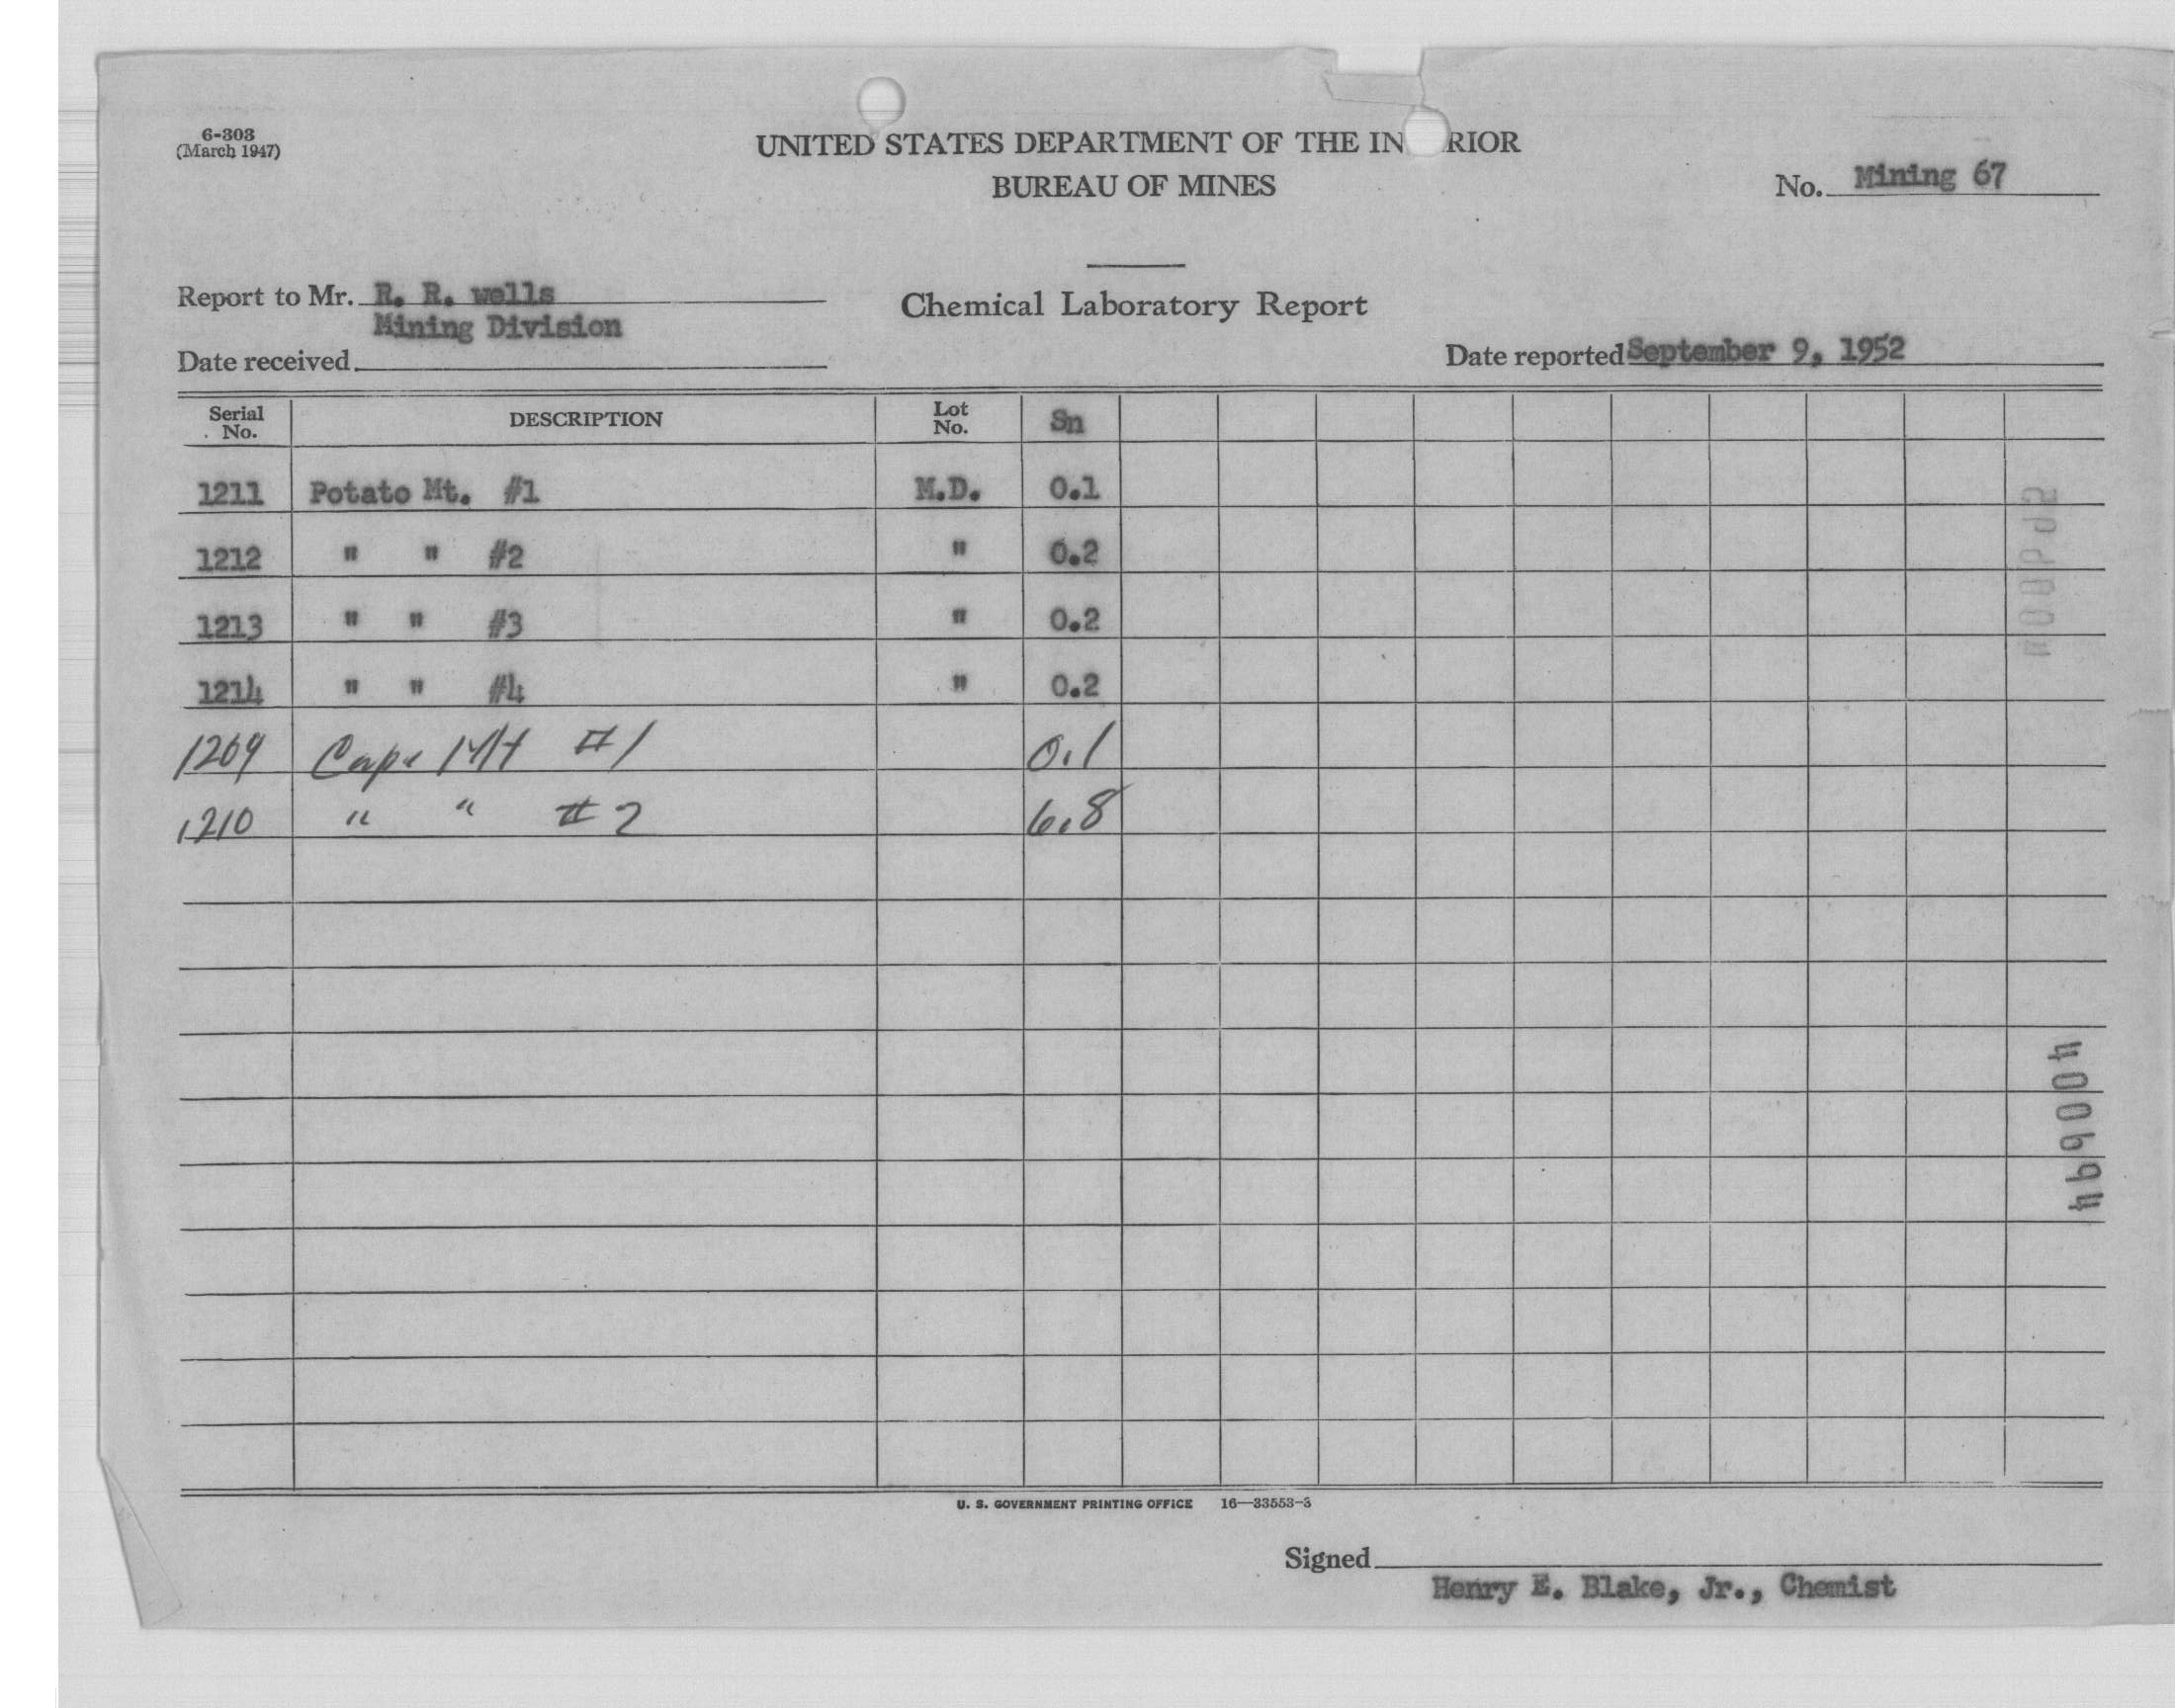 6-303
(March 1947)
UNITED STATES DEPARTMENT OF THE IN RIOR
BUREAU OF MINES
No. Mining 67
Report to Mr. R. R. wells
Mining Division
Chemical Laboratory Report
Date received
Date reported September 9, 1952
Serial No. DESCRIPTION Lot No. Sn
1211 Potato Mt. #1 M.D. 0.1
1212 " " #2 " 0.2
1213 " " #3 " 0.2
1214 " " #4 " 0.2
1209 Cape Mt #1 0.1
1210 " " #2 6.8
U. S. GOVERNMENT PRINTING OFFICE 16—33553-3
Signed
Henry E. Blake, Jr., Chemist